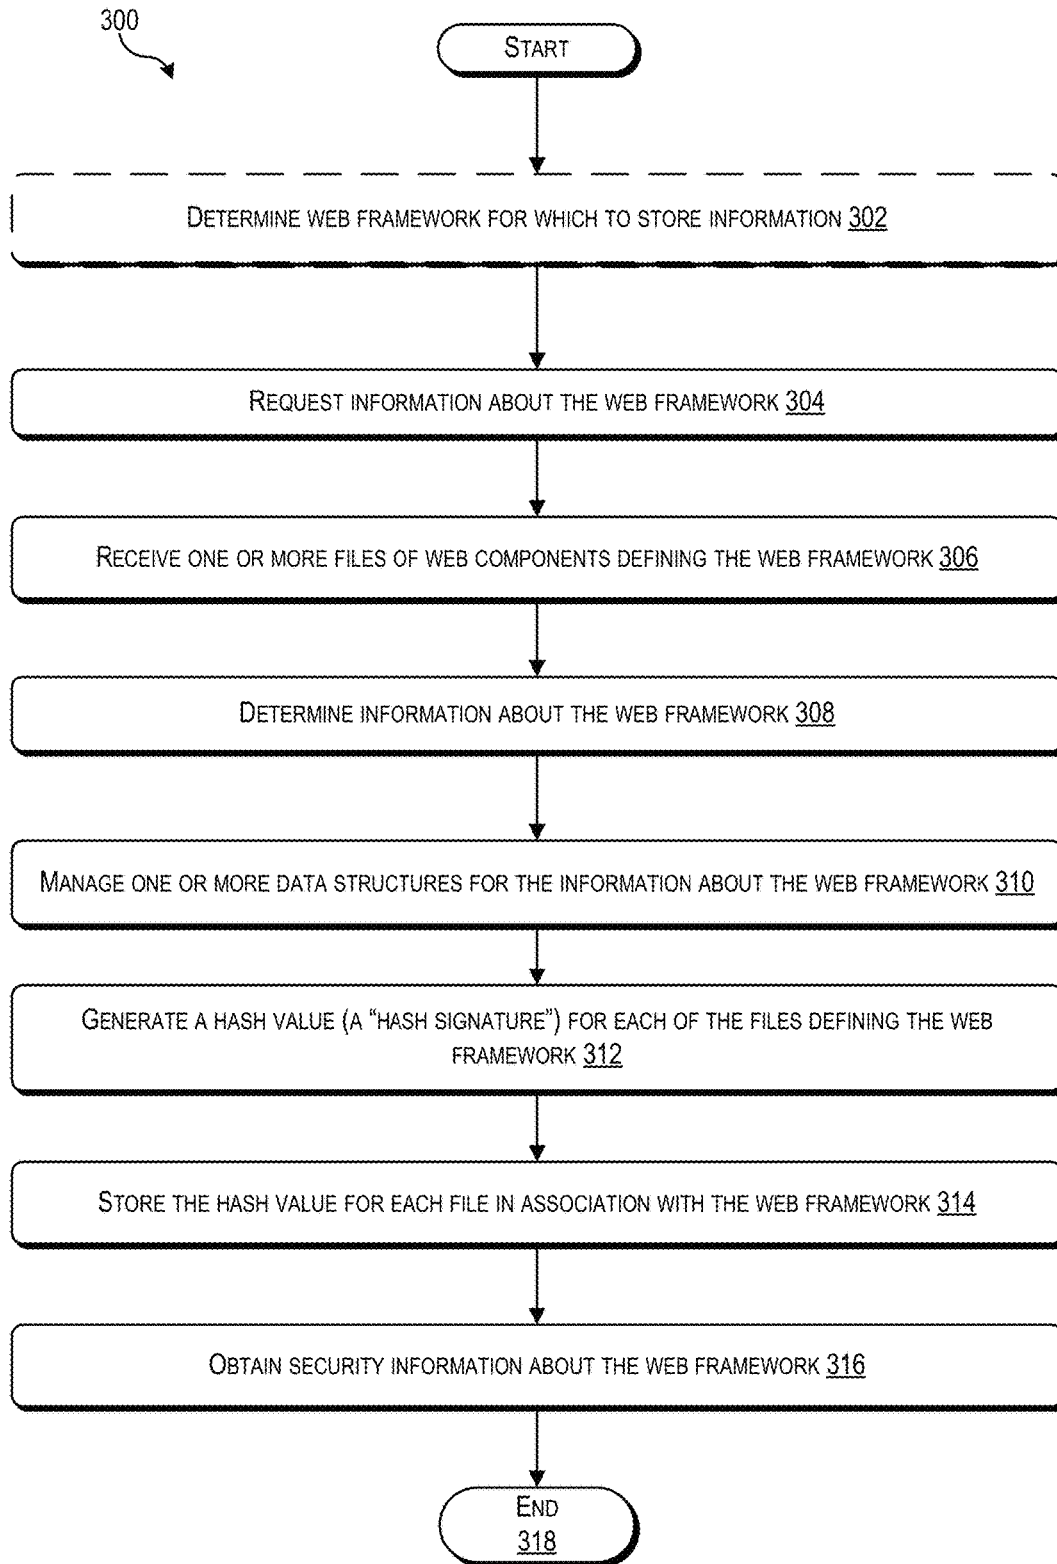 300
START
DETERMINE WEB FRAMEWORK FOR WHICH TO STORE INFORMATION 302
REQUEST INFORMATION ABOUT THE WEB FRAMEWORK 304
RECEIVE ONE OR MORE FILES OF WEB COMPONENTS DEFINING THE WEB FRAMEWORK 306
DETERMINE INFORMATION ABOUT THE WEB FRAMEWORK 308
MANAGE ONE OR MORE DATA STRUCTURES FOR THE INFORMATION ABOUT THE WEB FRAMEWORK 310
GENERATE A HASH VALUE (A “HASH SIGNATURE”) FOR EACH OF THE FILES DEFINING THE WEB
FRAMEWORK 312
STORE THE HASH VALUE FOR EACH FILE IN ASSOCIATION WITH THE WEB FRAMEWORK 314
OBTAIN SECURITY INFORMATION ABOUT THE WEB FRAMEWORK 316
END
318